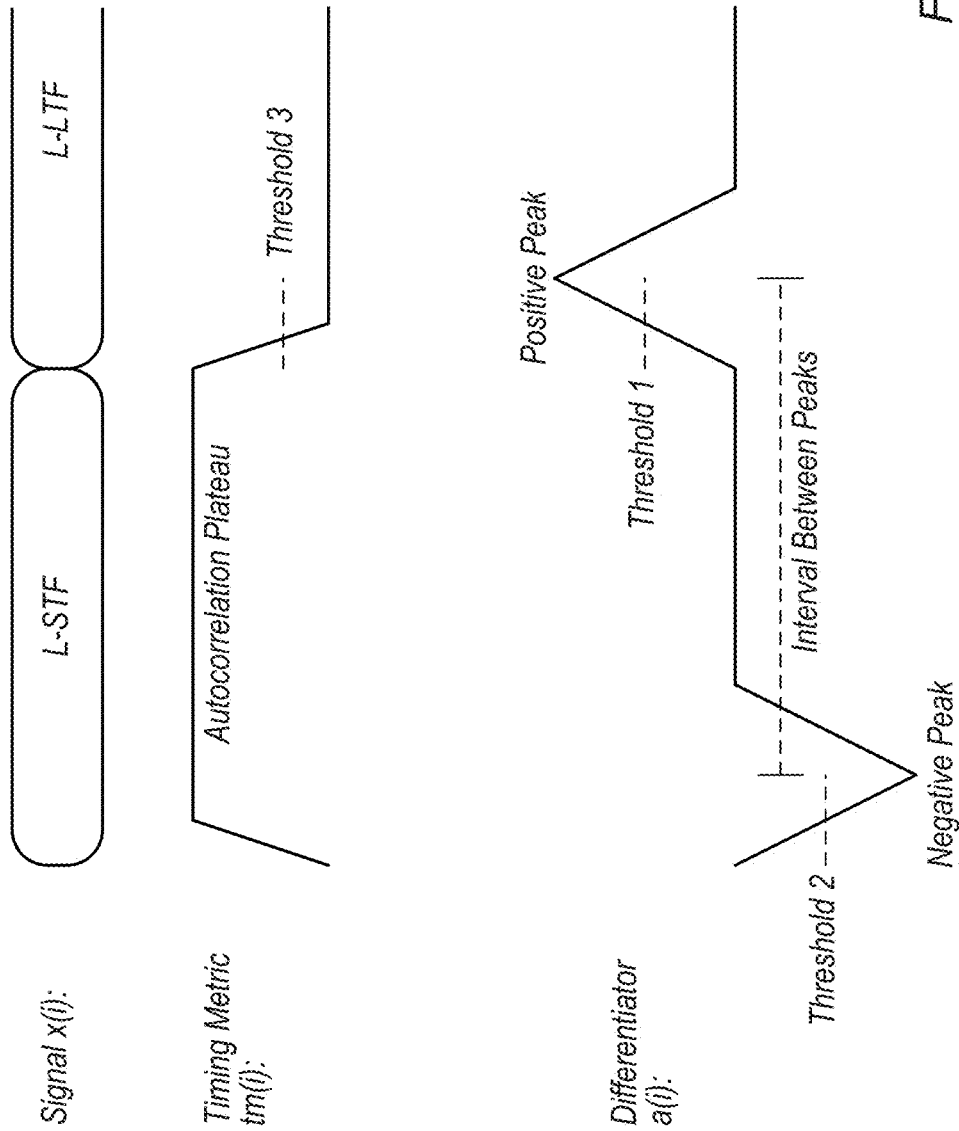 Signal x(i):
L-STF
L-LTF
Timing Metric
tm(i):
Autocorrelation Plateau
Threshold 3
Differentiator
a(i):
Positive Peak
Threshold 1
Interval Between Peaks
Threshold 2
Negative Peak